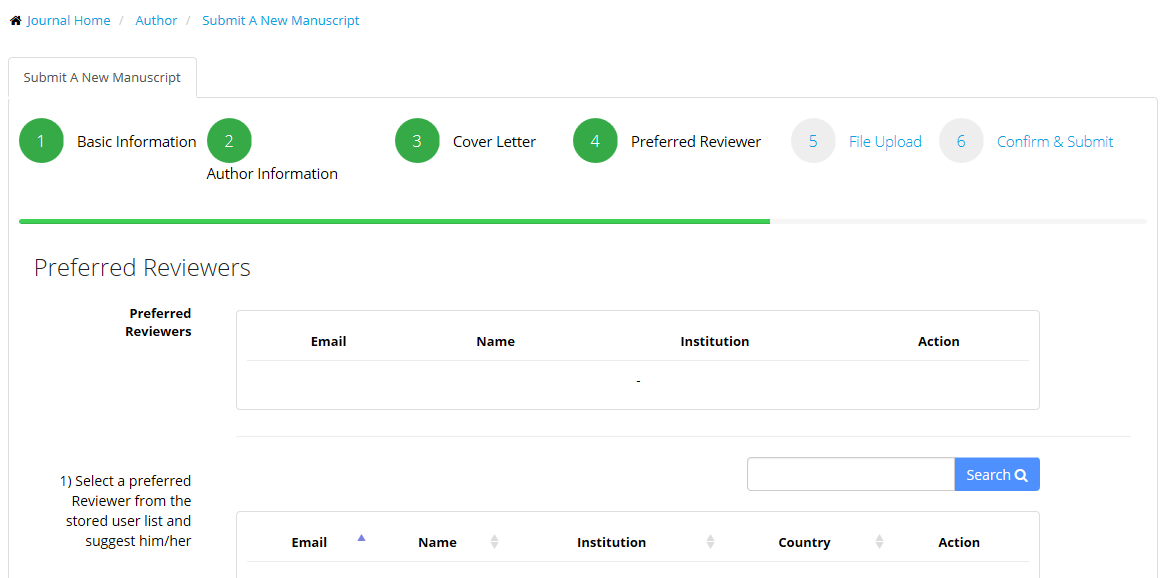 Journal Home / Author / Submit A New Manuscript
Submit A New Manuscript
1 Basic Information
2 Author Information
3 Cover Letter
4 Preferred Reviewer
5 File Upload
6 Confirm & Submit
Preferred Reviewers
Preferred
Reviewers
Email Name Institution Action
-
1) Select a preferred
Reviewer from the
stored user list and
suggest him/her
Search
Email Name Institution Country Action